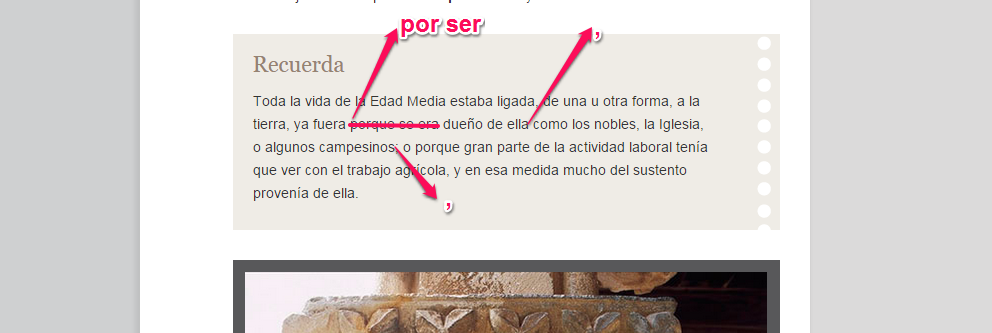 por ser ,
Recuerda
Toda la vida de la Edad Media estaba ligada, de una u otra forma, a la
tierra, ya fuera porque se era dueño de ella como los nobles, la Iglesia,
o algunos campesinos; o porque gran parte de la actividad laboral tenía
que ver con el trabajo agrícola, y en esa medida mucho del sustento
provenía de ella.
,